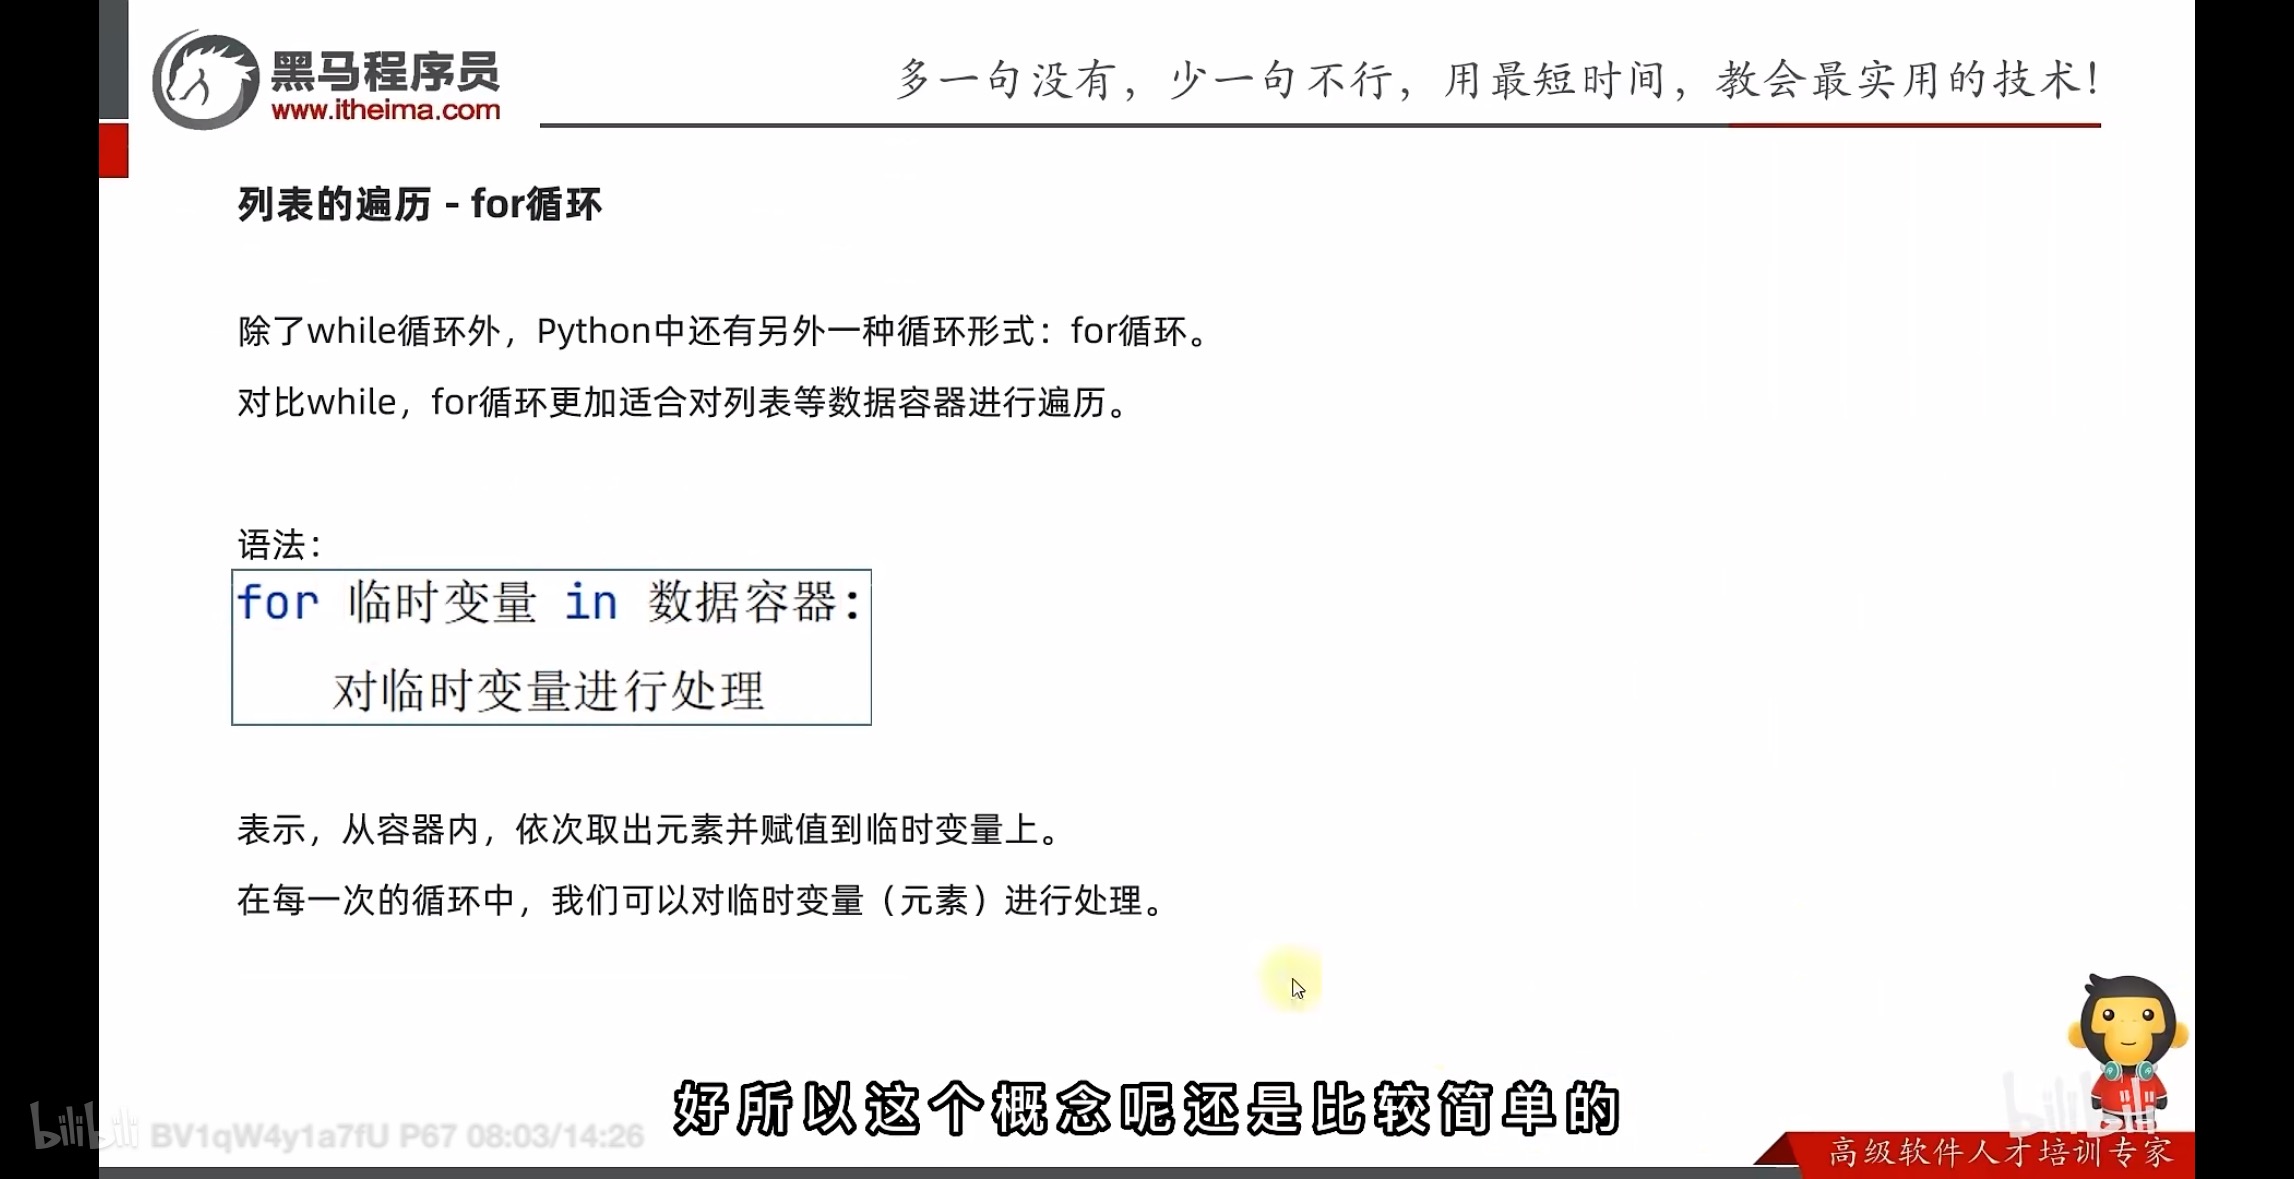 黑马程序员
www.itheima.com
多一句没有，少一句不行，用最短时间，教会最实用的技术！
列表的遍历 - for循环
除了while循环外，Python中还有另外一种循环形式：for循环。
对比while，for循环更加适合对列表等数据容器进行遍历。
语法：
for 临时变量 in 数据容器:
对临时变量进行处理
表示，从容器内，依次取出元素并赋值到临时变量上。
在每一次的循环中，我们可以对临时变量（元素）进行处理。
好所以这个概念呢还是比较简单的
bilibili BV1qW4y1a7fU P67 08:03/14:26
bilibili
高级软件人才培训专家